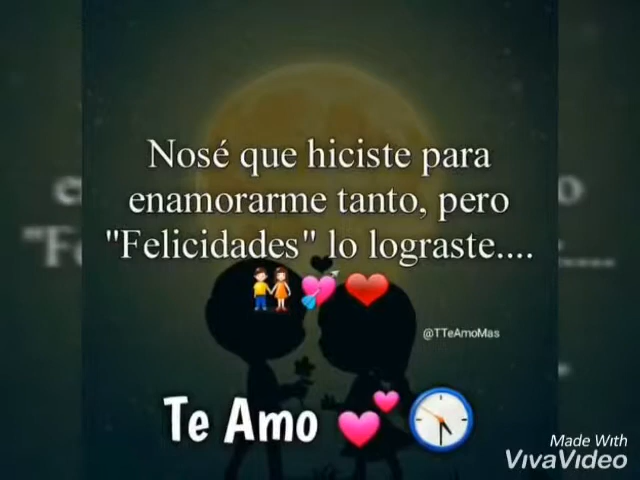 Nosé que hiciste para
enamorarme tanto, pero
"Felicidades" lo lograste....
@TTeAmoMas
Te Amo
Made With
VivaVideo